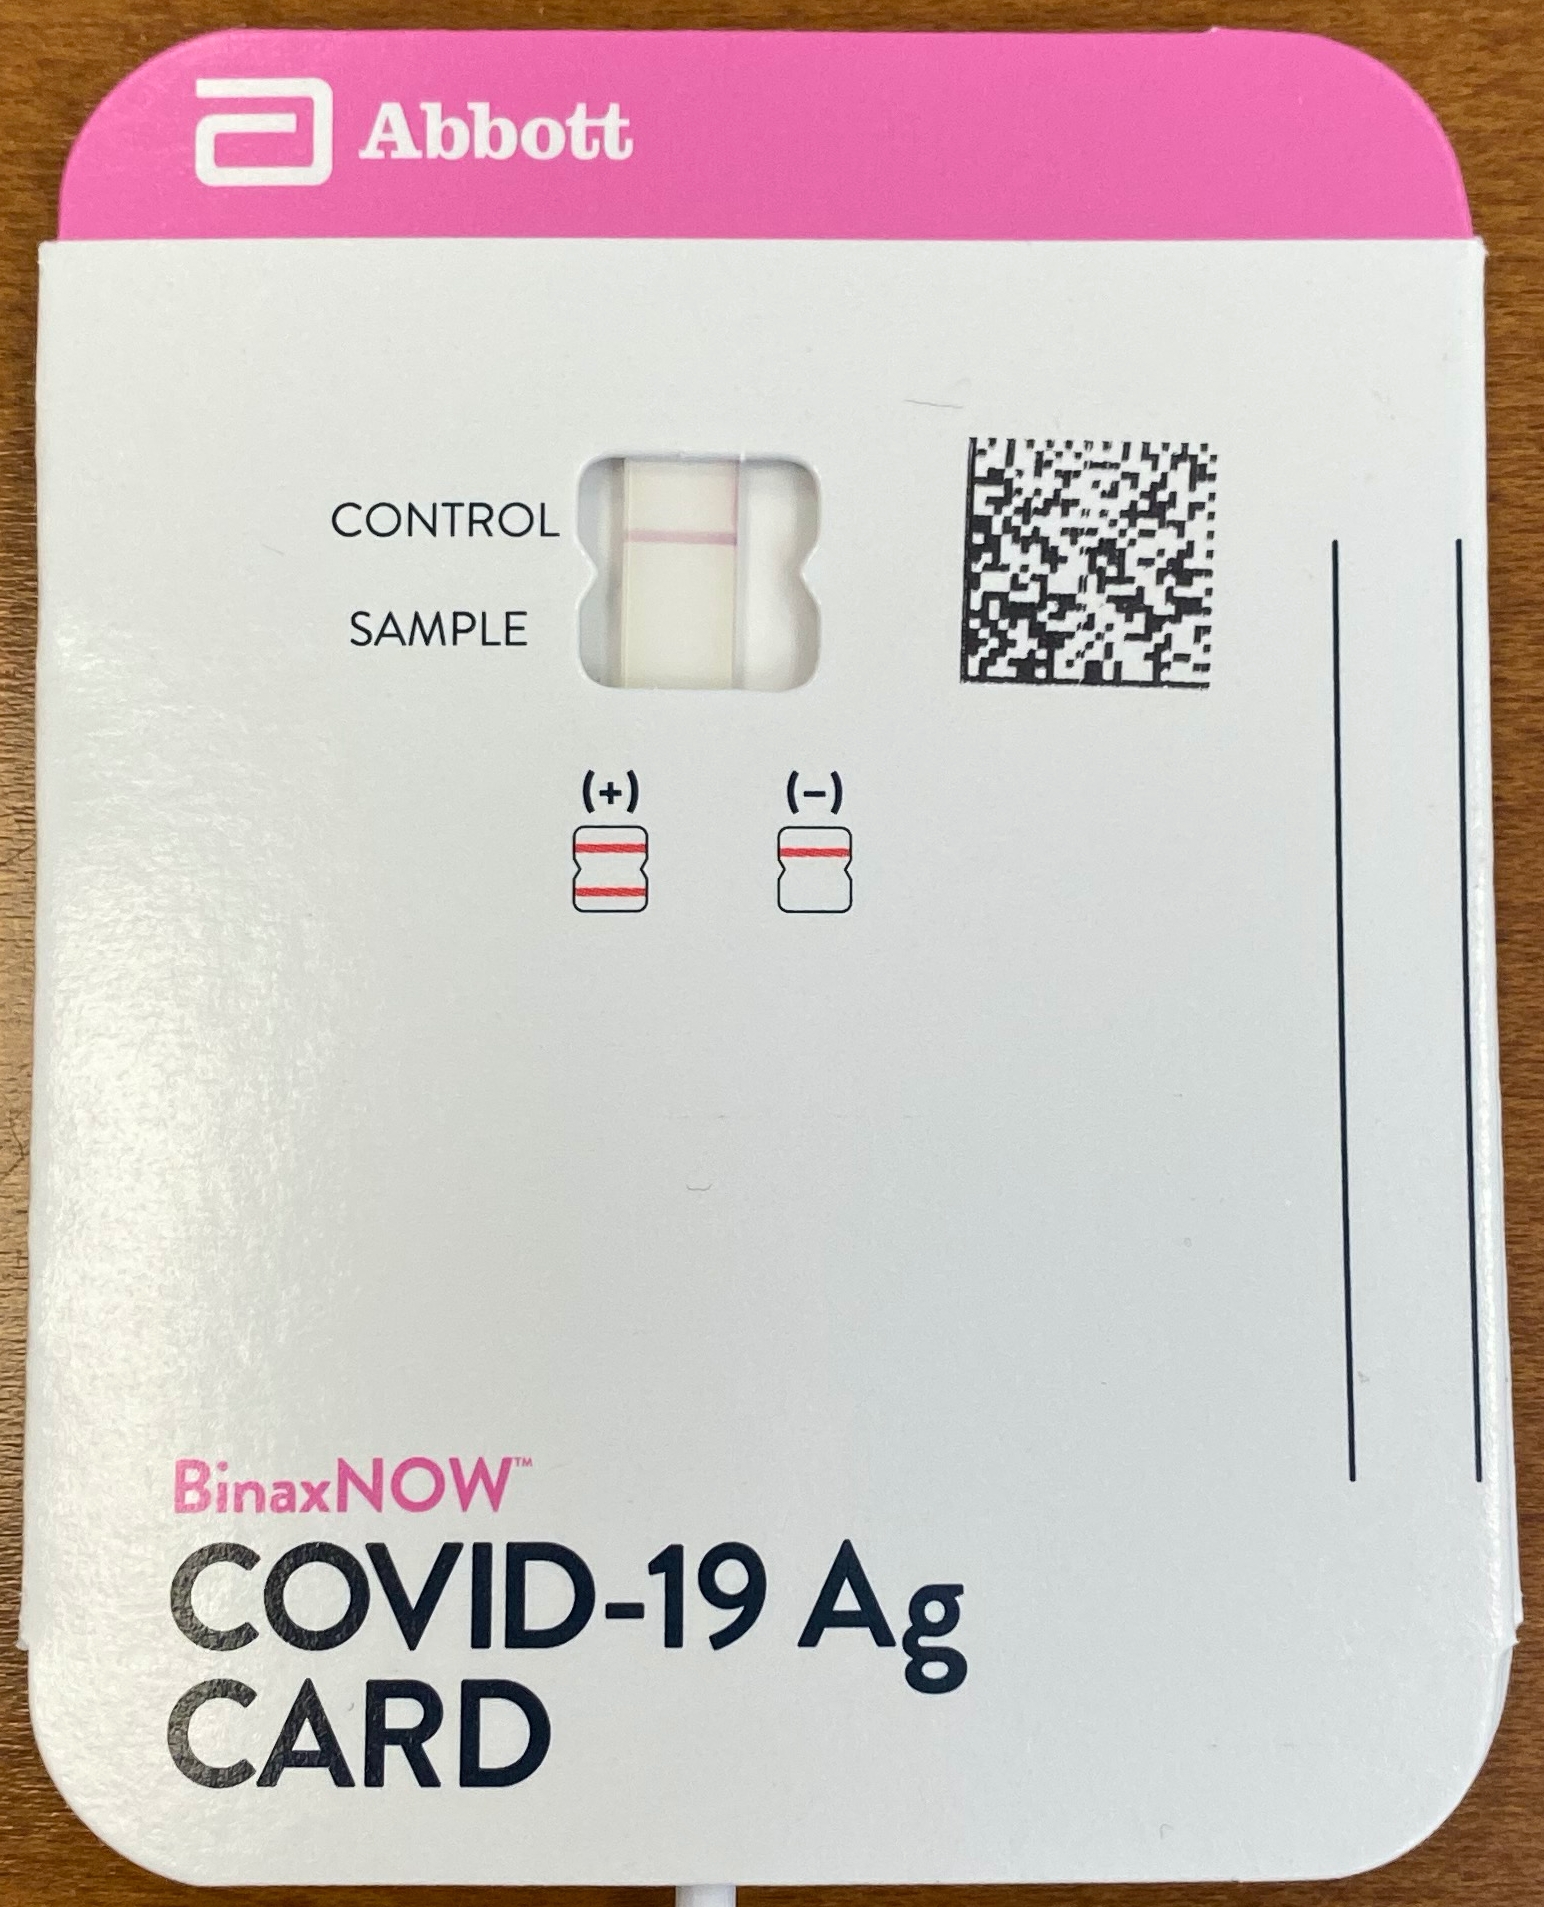 Abbott
CONTROL
SAMPLE
(+) (-)
BinaxNOW™
COVID-19 Ag
CARD